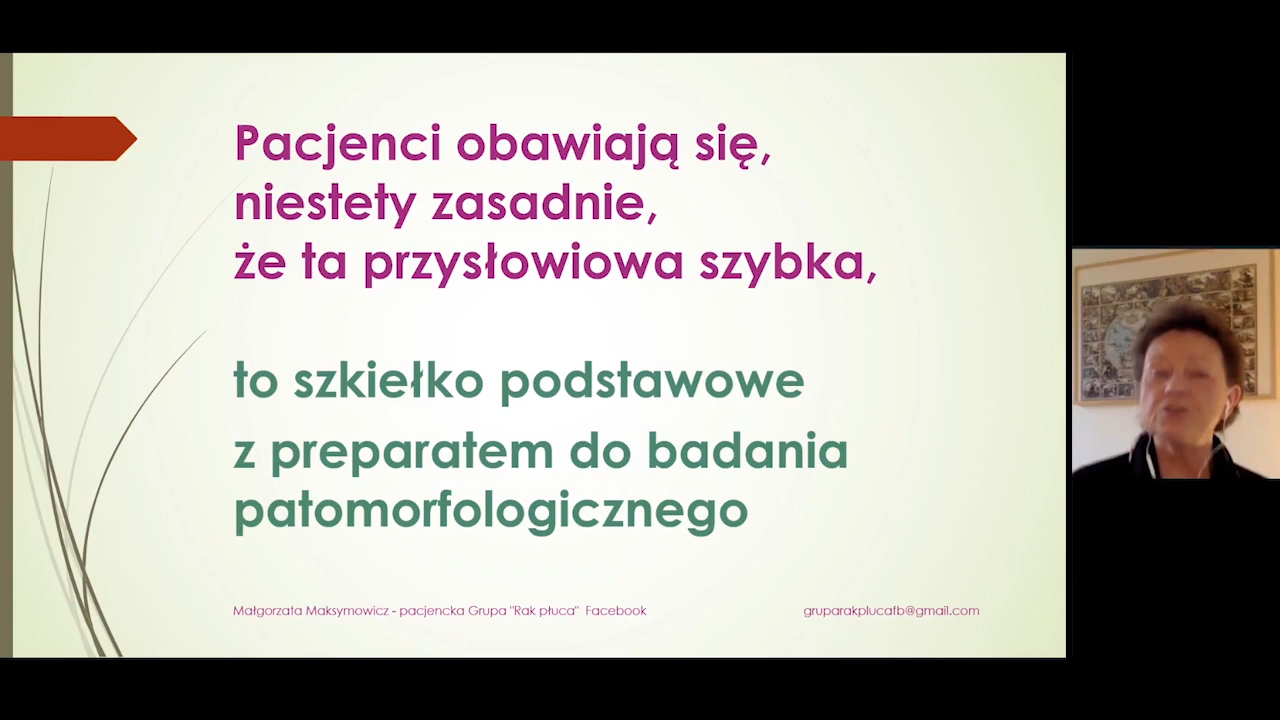 Pacjenci obawiają się,
niestety zasadnie,
że ta przysłowiowa szybka,
to szkiełko podstawowe
z preparatem do badania
patomorfologicznego
Małgorzata Maksymowicz - pacjencka Grupa "Rak płuca" Facebook
gruparakplucafb@gmail.com